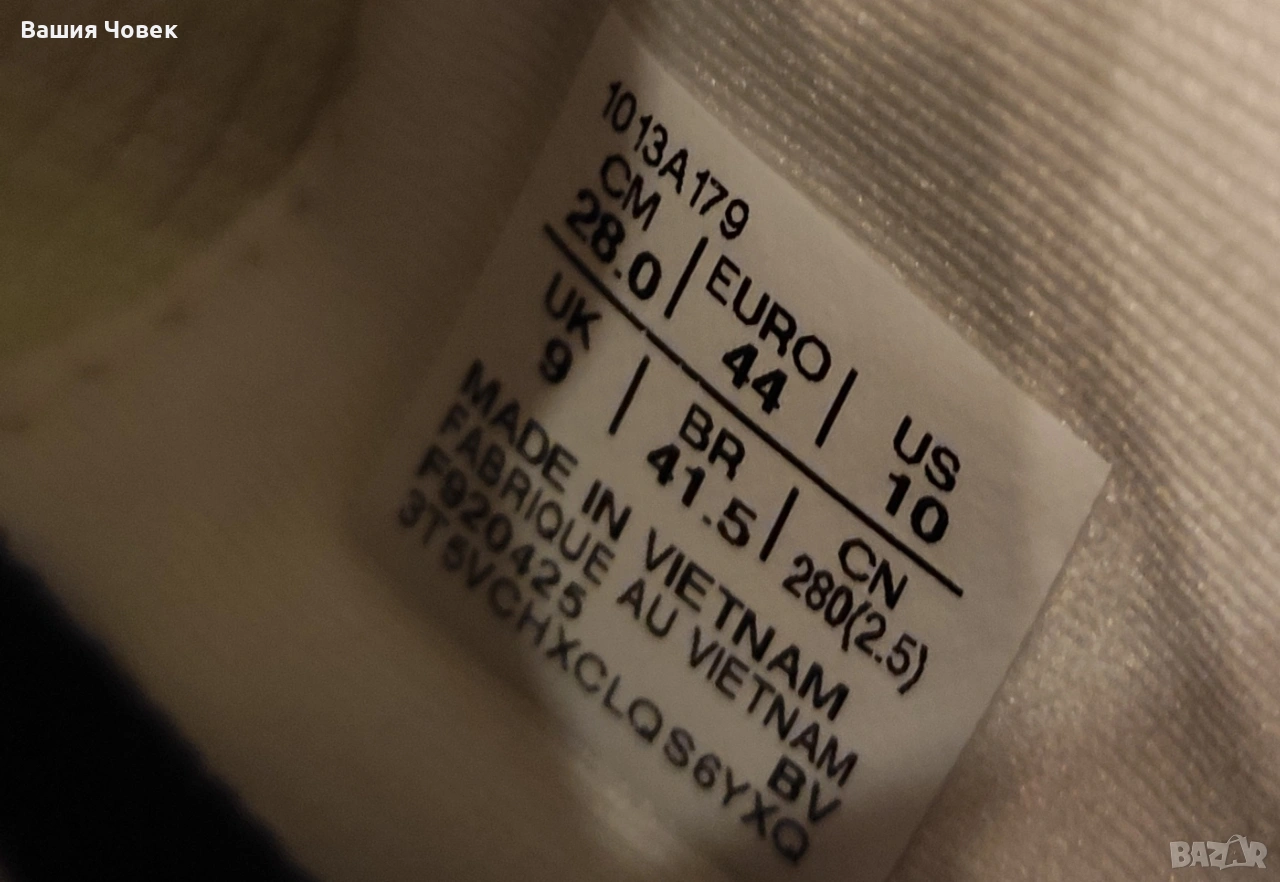 Вашия Човек
1013A179
CM | EURO | US
28.0 44 10
UK | BR | CN
9 41.5 280(2.5)
MADE IN VIETNAM
FABRIQUE AU VIETNAM
F920425 BV
3T5VCHXCLQS6YXQ
BAZAR